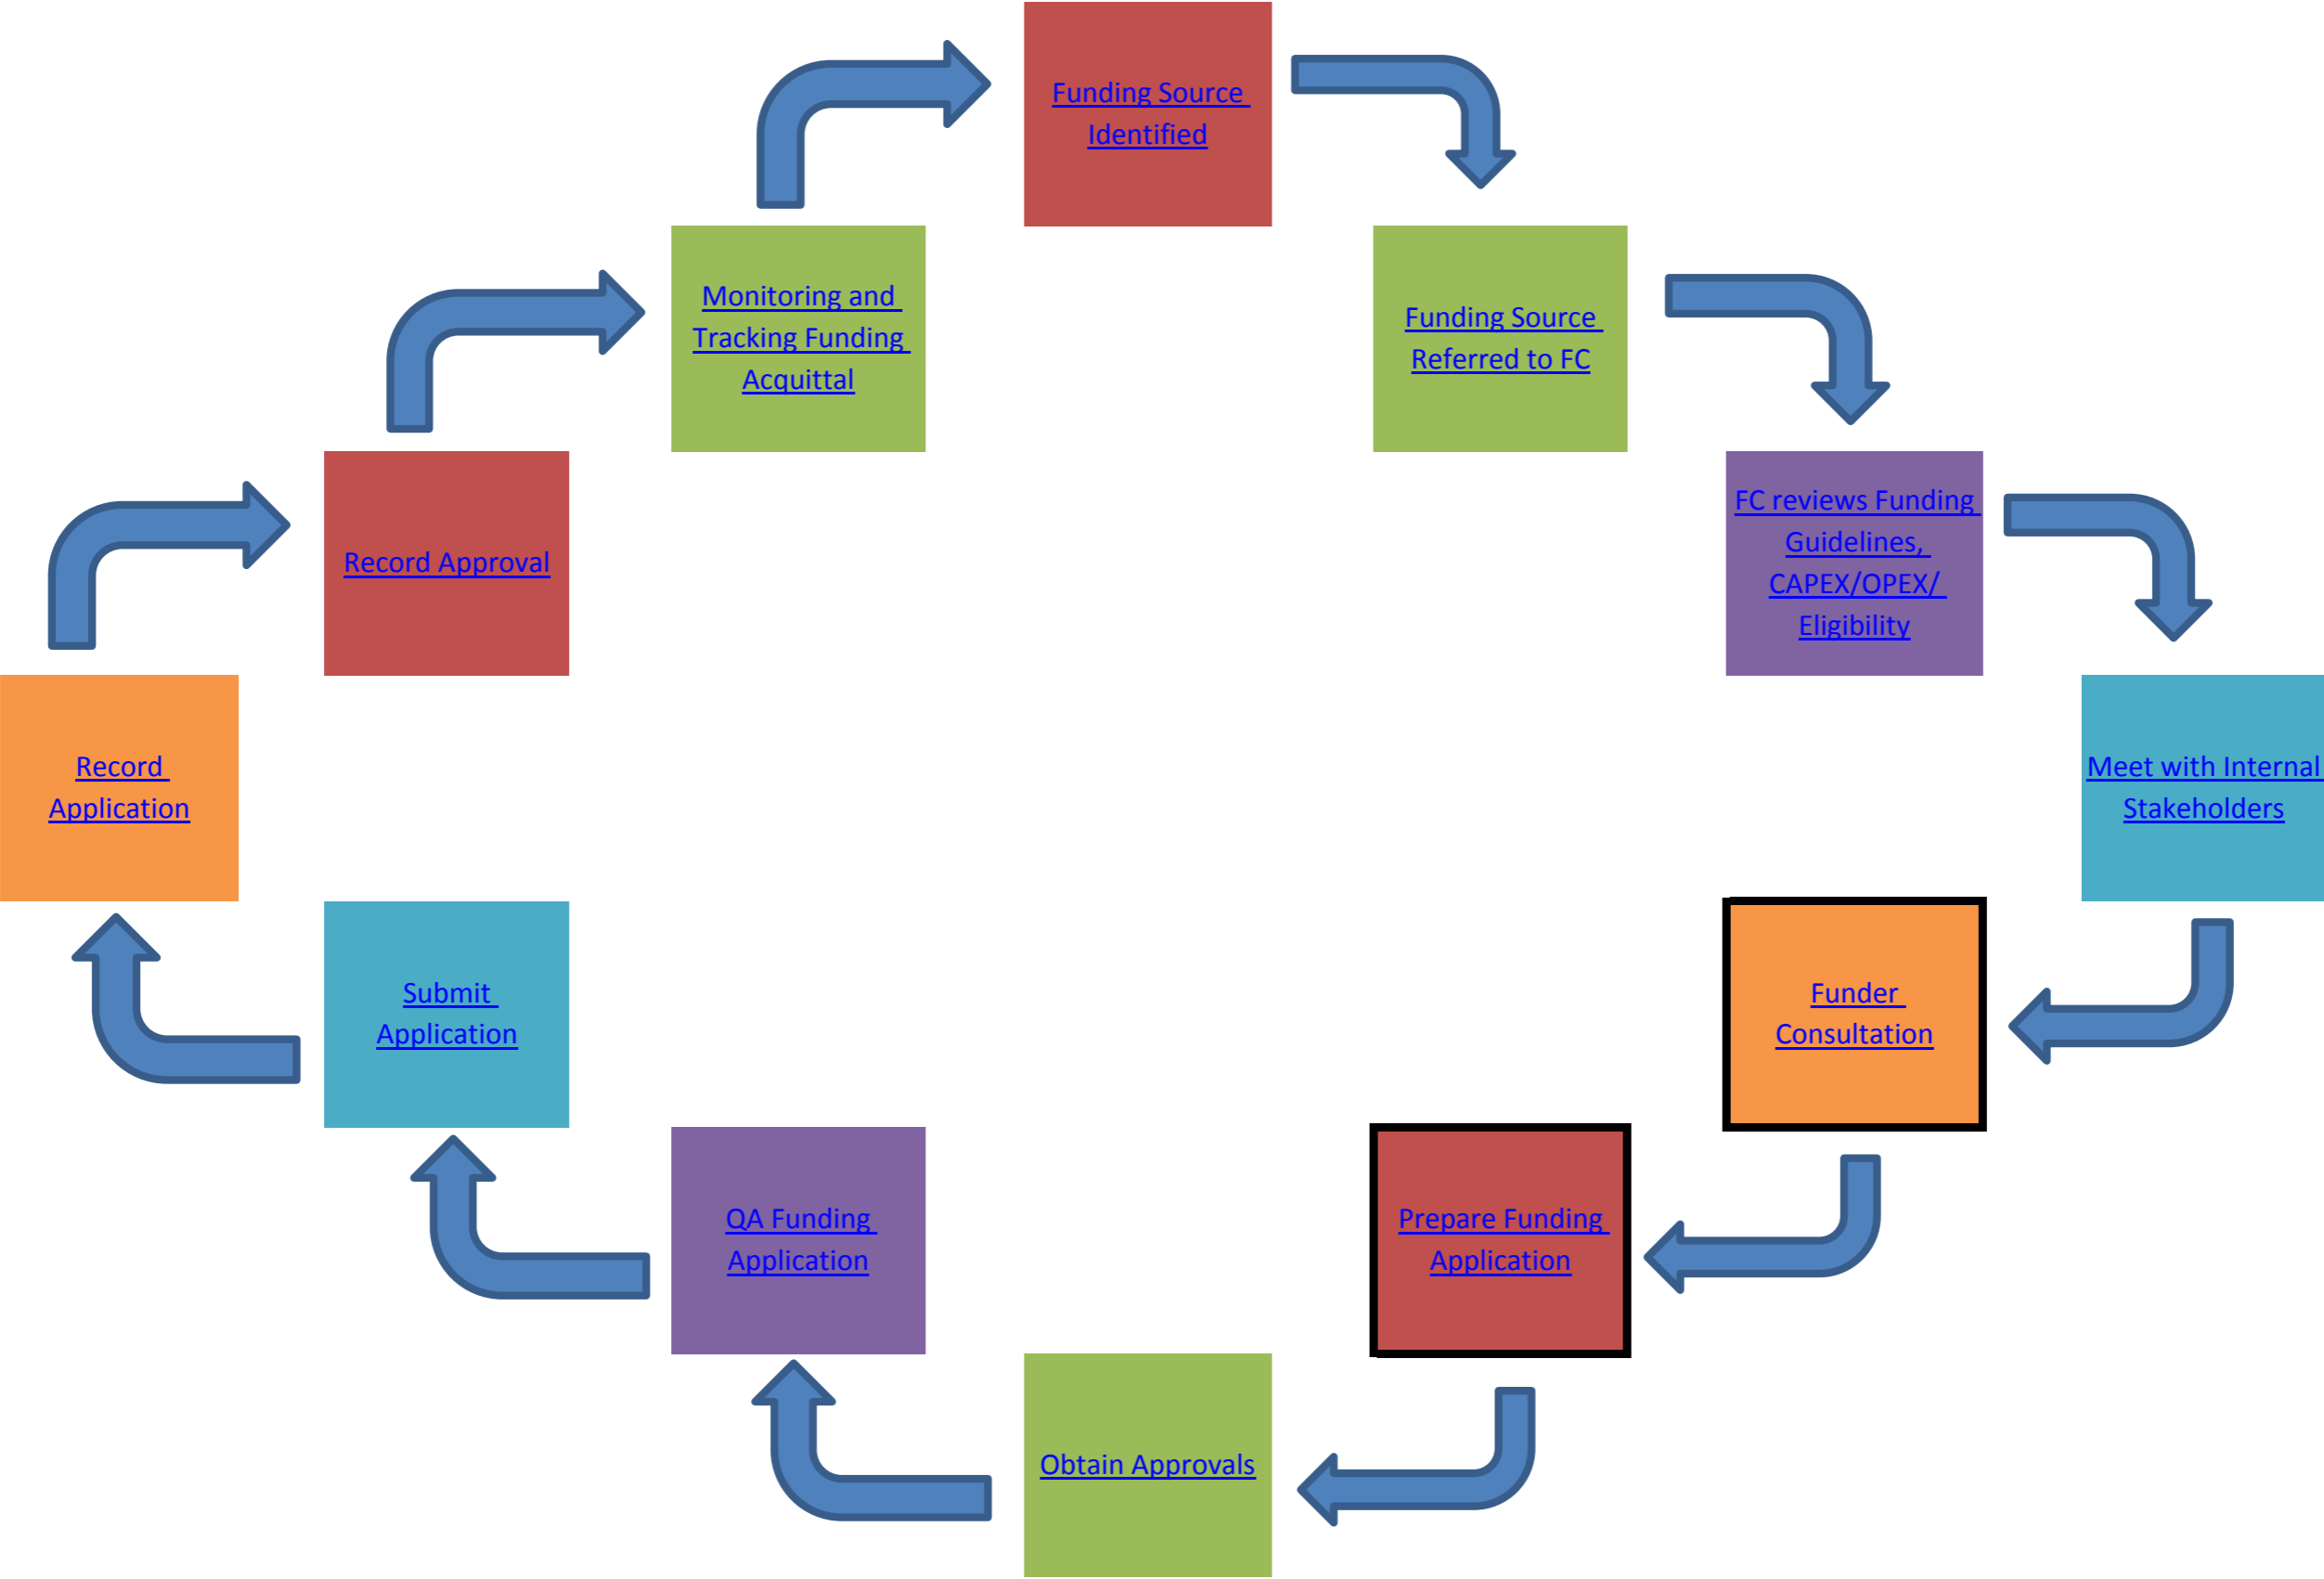 Funding Source
Identified
Monitoring and
Tracking Funding
Acquittal
Funding Source
Referred to FC
Record Approval
FC reviews Funding
Guidelines,
CAPEX/OPEX/
Eligibility
Record
Application
Meet with Internal
Stakeholders
Submit
Application
Funder
Consultation
QA Funding
Application
Prepare Funding
Application
Obtain Approvals